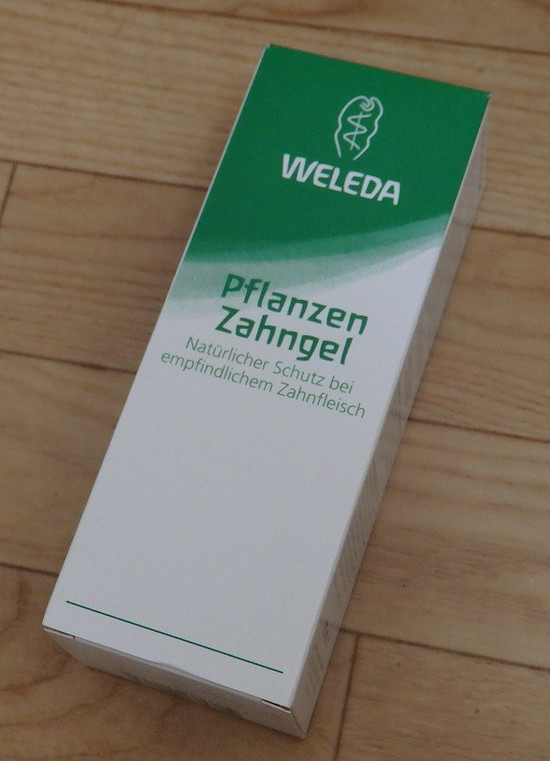 WELEDA
Pflanzen
Zahngel
Natürlicher Schutz bei
empfindlichem Zahnfleisch